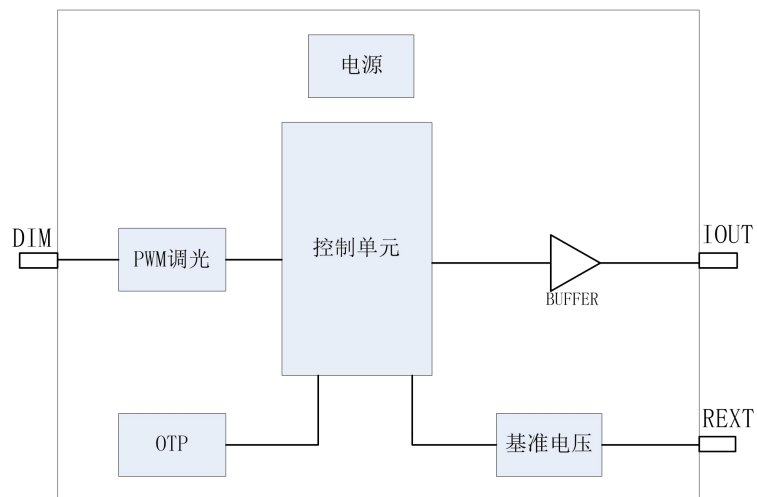 电源
DIM
PWM调光
控制单元
IOUT
BUFFER
OTP
基准电压
REXT